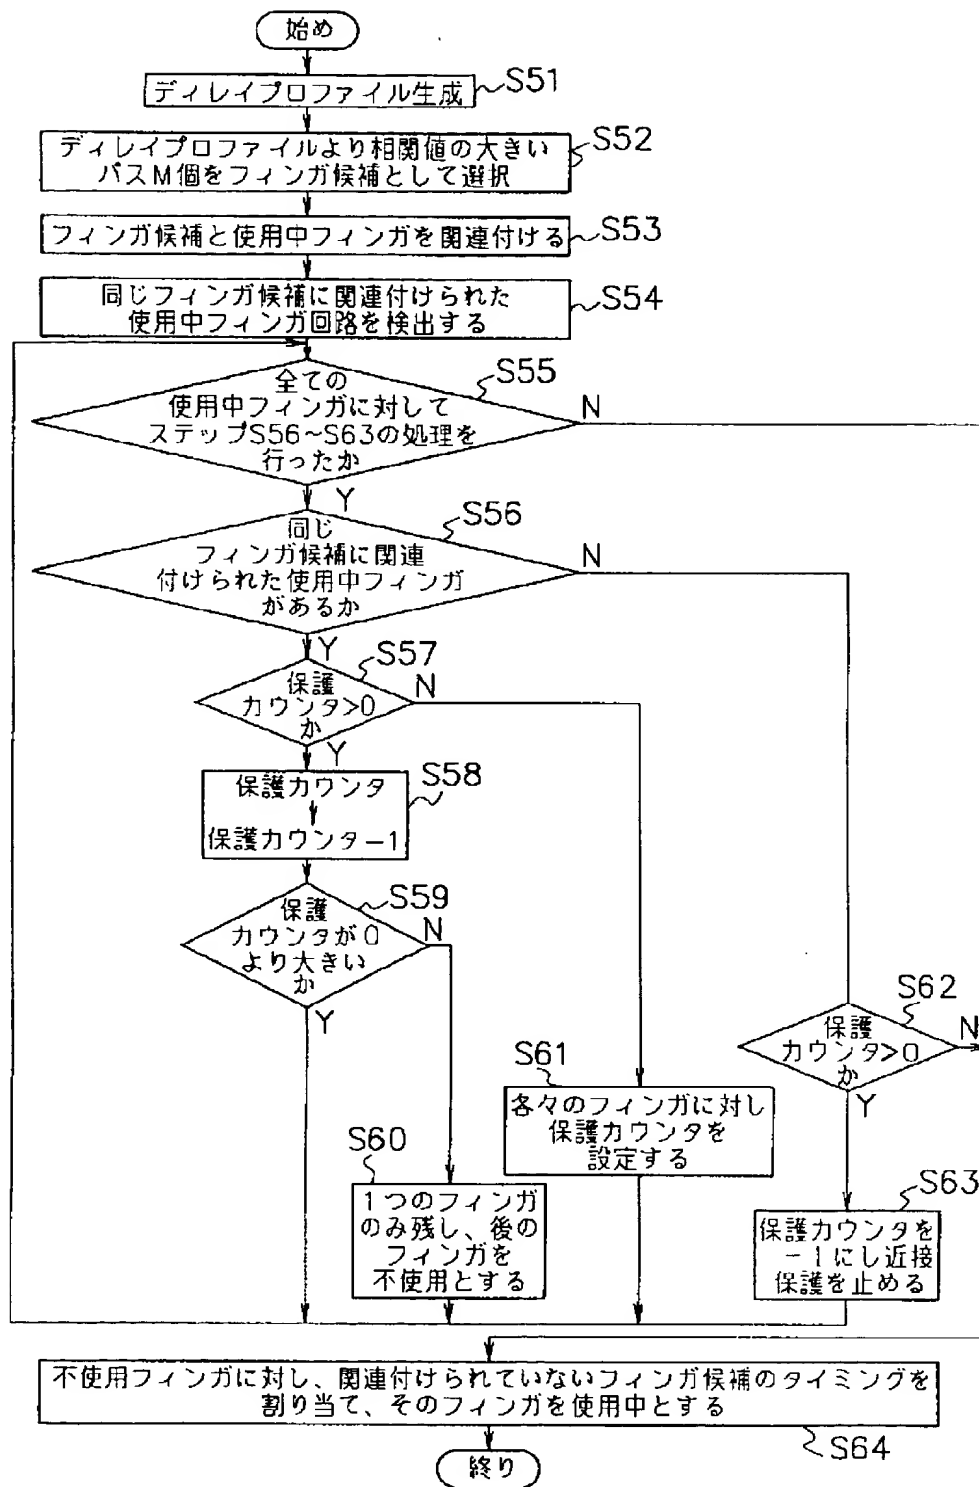 始め
ディレイプロファイル生成
S51
ディレイプロファイルより相関値の大きい
パスM個をフィンガ候補として選択
S52
フィンガ候補と使用中フィンガを関連付ける
S53
同じフィンガ候補に関連付けられた
使用中フィンガ回路を検出する
S54
全ての
使用中フィンガに対して
ステップS56~S63の処理を
行ったか
S55
N
Y
同じ
フィンガ候補に関連
付けられた使用中フィンガ
があるか
S56
N
Y
保護
カウンタ>0
か
S57
N
Y
保護カウンタ
保護カウンター1
S58
保護
カウンタが0
より大きい
か
S59
N
Y
S60
1つのフィンガ
のみ残し、後の
フィンガを
不使用とする
S61
各々のフィンガに対し
保護カウンタを
設定する
S62
保護
カウンタ>0
か
N
Y
S63
保護カウンタを
-1にし近接
保護を止める
不使用フィンガに対し、関連付けられていないフィンガ候補のタイミングを
割り当て、そのフィンガを使用中とする
S64
終り